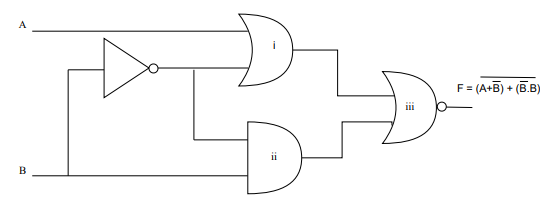 A
i
F = (A+B̅) + (B̅.B)
iii
ii
B